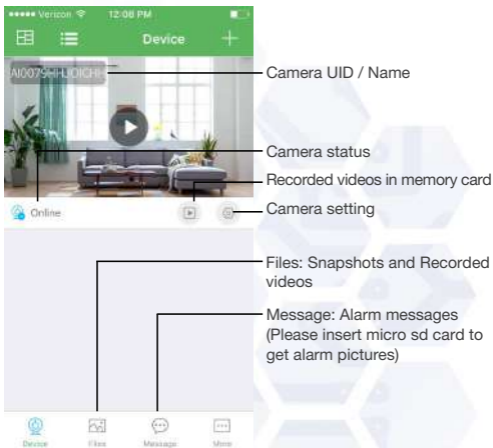 Verizon 12:08 PM
Device
Camera UID / Name
Camera status
Recorded videos in memory card
Online
Camera setting
Files: Snapshots and Recorded
videos
Message: Alarm messages
(Please insert micro sd card to
get alarm pictures)
Device Files Message More